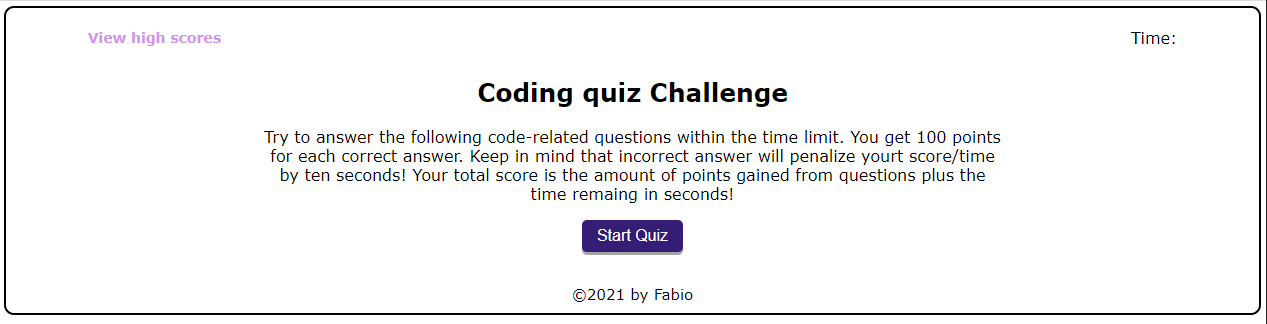 View high scores
Time:
Coding quiz Challenge
Try to answer the following code-related questions within the time limit. You get 100 points
for each correct answer. Keep in mind that incorrect answer will penalize yourt score/time
by ten seconds! Your total score is the amount of points gained from questions plus the
time remaing in seconds!
Start Quiz
©2021 by Fabio